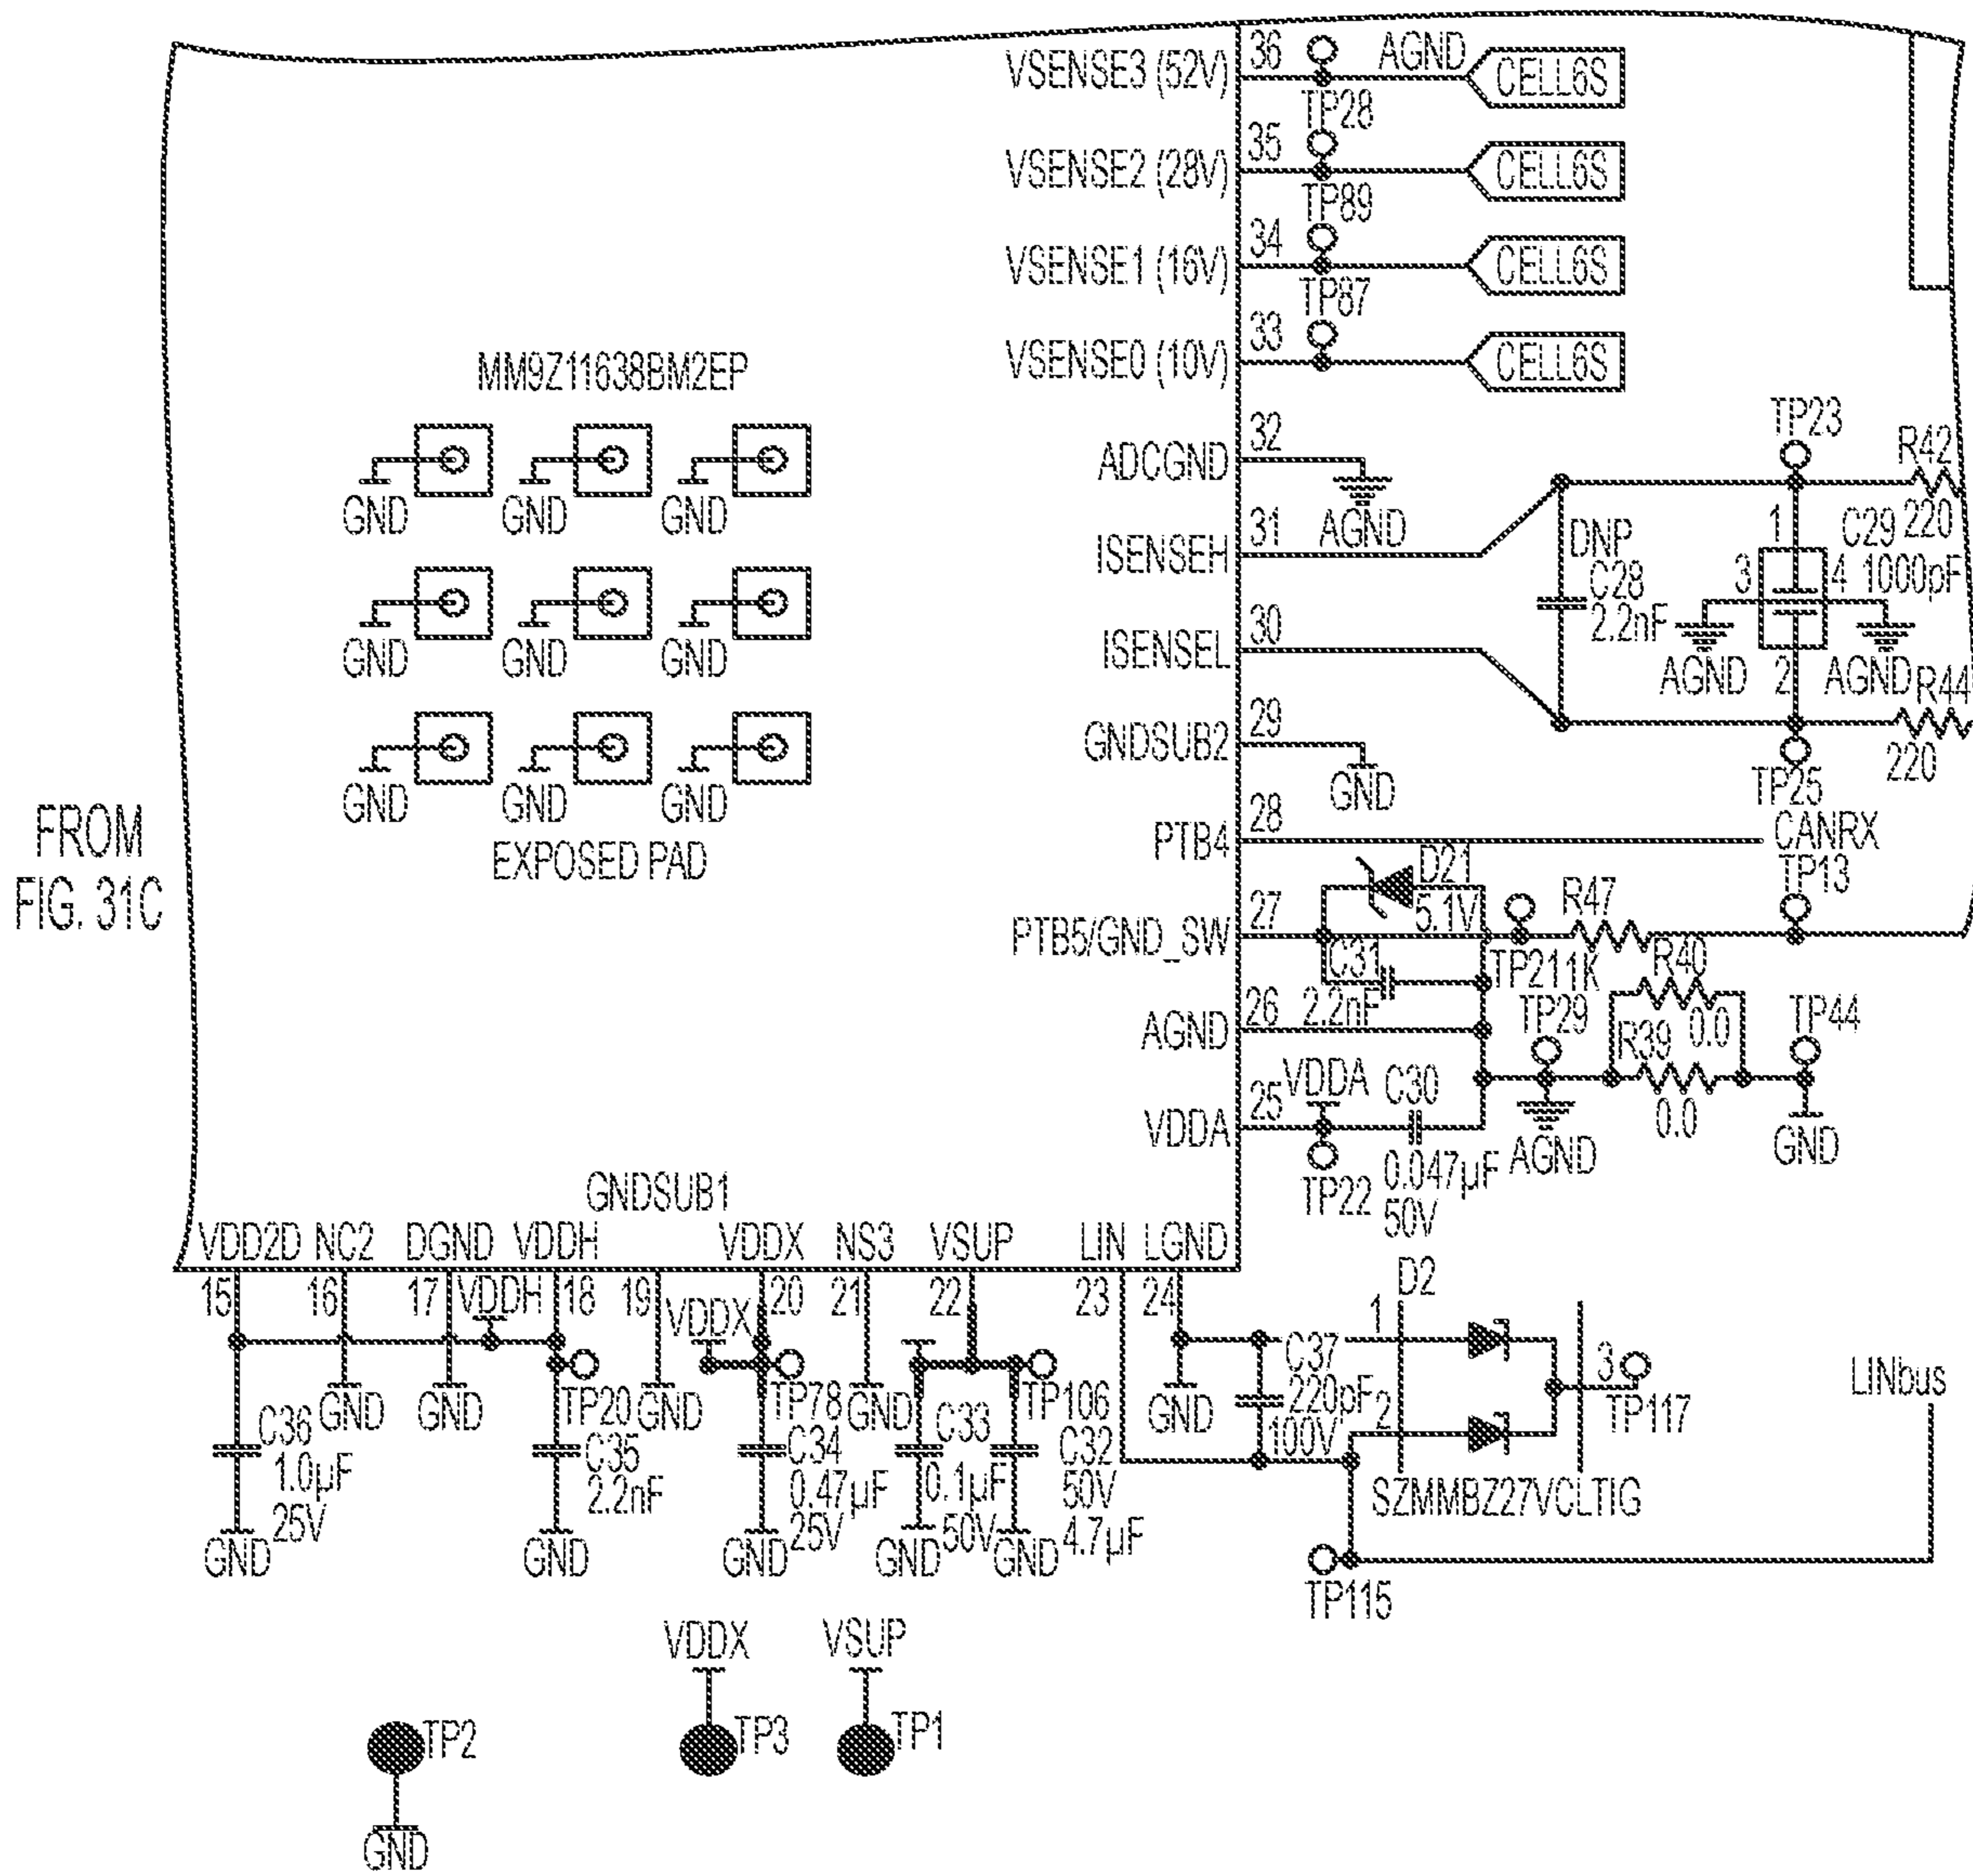 VSENSE3 (52V) 36 AGND CELL6S
TP28
VSENSE2 (28V) 35 CELL6S
TP89
VSENSE1 (16V) 34 CELL6S
TP87
VSENSE0 (10V) 33 CELL6S
MM9Z11638BM2EP
ADCGND 32 AGND
TP23 R42
220
GND GND GND
ISENSEH 31
DNP
C28
2.2nF
1 C29
3 4 1000pF
AGND 2 AGND
R44
220
GND GND GND
ISENSEL 30
GNDSUB2 29 GND
TP25
GND GND GND
EXPOSED PAD
FROM
FIG. 31C
PTB4 28 CANRX
D21
5.1V
TP13
PTB5/GND_SW 27 R47
C31
2.2nF
TP211K
R40
0.0
AGND 26
TP29 R39 TP44
0.0
VDDA 25 VDDA C30
TP22 0.047µF
50V
AGND GND
GNDSUB1
VDD2D NC2 DGND VDDH VDDX NS3 VSUP LIN LGND
15 16 17 VDDH 18 19 VDDX 20 21 22 23 24
D2
1
2
3
TP117
LINbus
C37
220pF
100V
GND
SZMMBZ27VCLTIG
C36
1.0µF
25V
GND
GND GND
TP20
C35
2.2nF
GND
GND
TP78
C34
0.47µF
25V
GND
GND
C33
0.1µF
50V
GND
TP106
C32
50V
4.7µF
GND
TP115
VDDX VSUP
TP2 TP3 TP1
GND